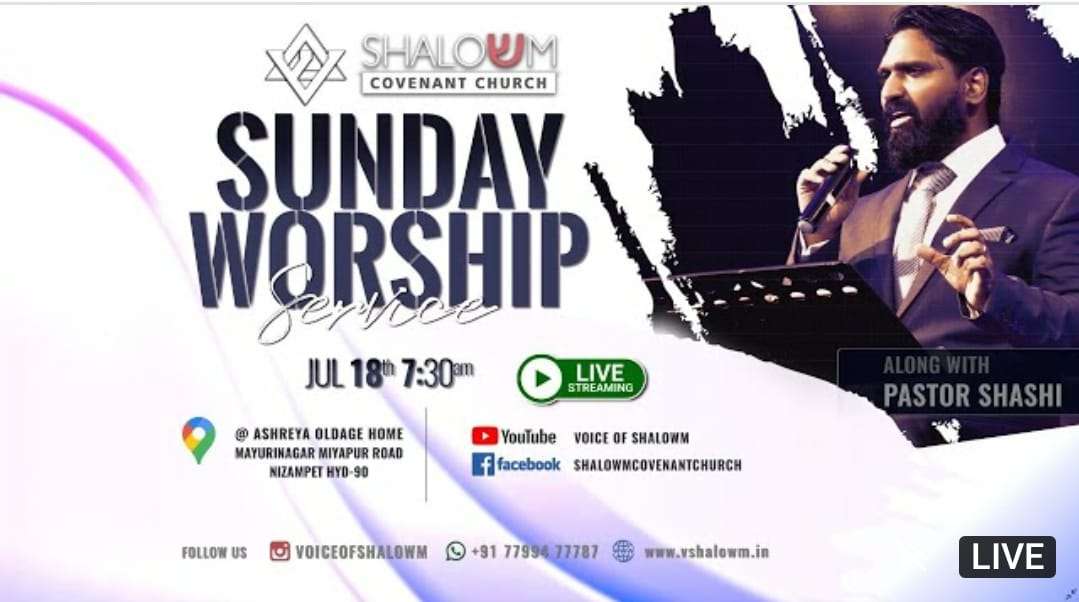 SHALOWM
COVENANT CHURCH
SUNDAY
WORSHIP
Service
JUL 18th 7:30am
LIVE
STREAMING
ALONG WITH
PASTOR SHASHI
@ ASHREYA OLDAGE HOME
MAYURINAGAR MIYAPUR ROAD
NIZAMPET HYD-90
YouTube VOICE OF SHALOWM
facebook SHALOWMCOVENANTCHURCH
FOLLOW US VOICEOFSHALOWM +91 77994 77787 www.vshalowm.in
LIVE